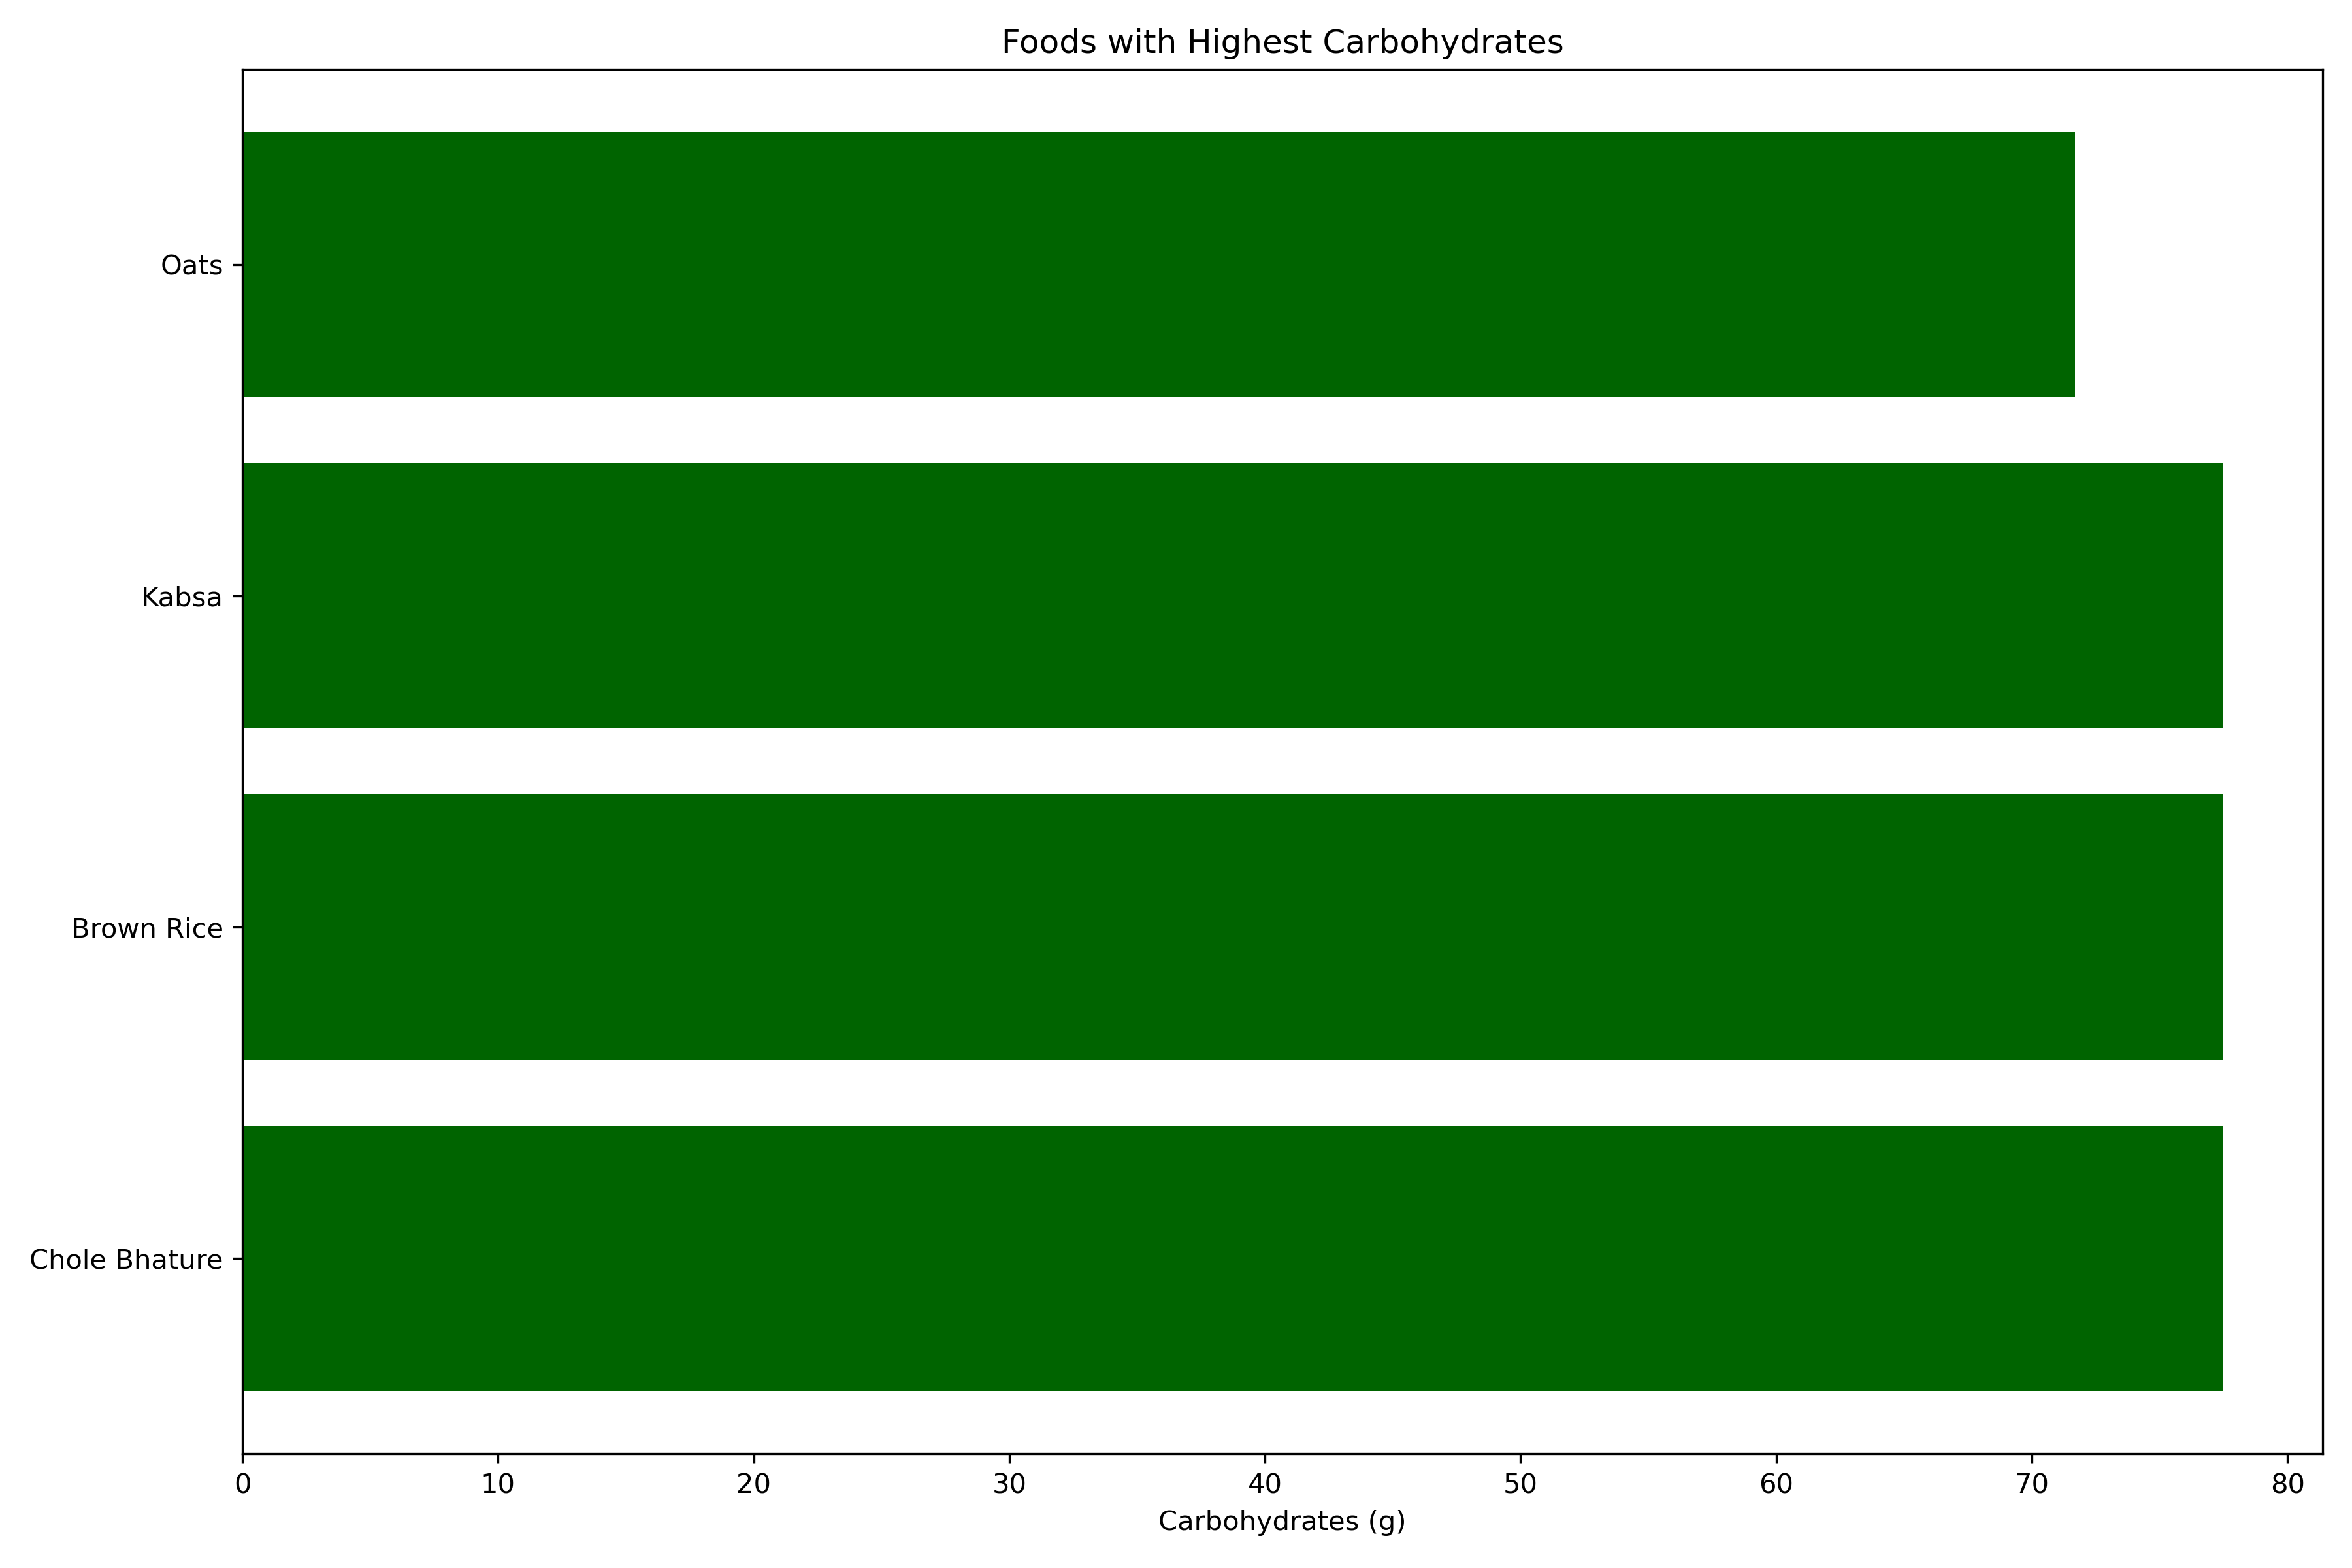 Foods with Highest Carbohydrates
Oats
Kabsa
Brown Rice
Chole Bhature
0 10 20 30 40 50 60 70 80
Carbohydrates (g)